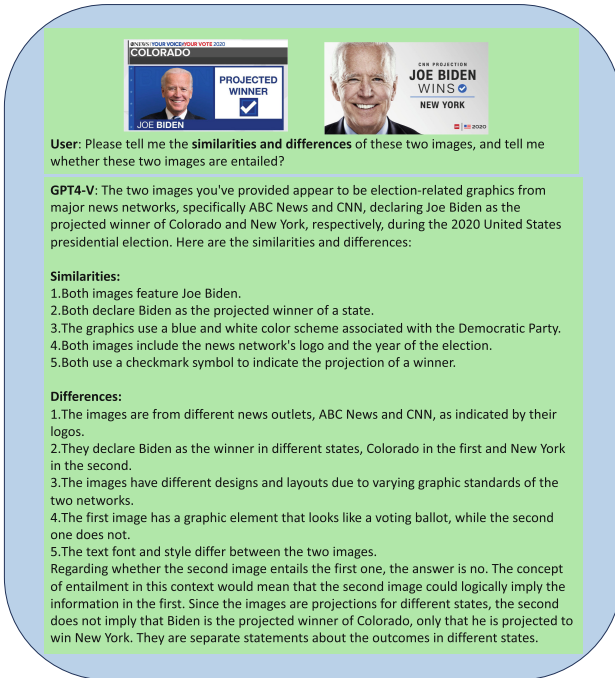 NEWS YOUR VOICE YOUR VOTE 2020
COLORADO
PROJECTED
WINNER
JOE BIDEN
CNN PROJECTION
JOE BIDEN
WINS
NEW YORK
2020
User: Please tell me the similarities and differences of these two images, and tell me
whether these two images are entailed?
GPT4-V: The two images you've provided appear to be election-related graphics from
major news networks, specifically ABC News and CNN, declaring Joe Biden as the
projected winner of Colorado and New York, respectively, during the 2020 United States
presidential election. Here are the similarities and differences:
Similarities:
1.Both images feature Joe Biden.
2.Both declare Biden as the projected winner of a state.
3.The graphics use a blue and white color scheme associated with the Democratic Party.
4.Both images include the news network's logo and the year of the election.
5.Both use a checkmark symbol to indicate the projection of a winner.
Differences:
1.The images are from different news outlets, ABC News and CNN, as indicated by their
logos.
2.They declare Biden as the winner in different states, Colorado in the first and New York
in the second.
3.The images have different designs and layouts due to varying graphic standards of the
two networks.
4.The first image has a graphic element that looks like a voting ballot, while the second
one does not.
5.The text font and style differ between the two images.
Regarding whether the second image entails the first one, the answer is no. The concept
of entailment in this context would mean that the second image could logically imply the
information in the first. Since the images are projections for different states, the second
does not imply that Biden is the projected winner of Colorado, only that he is projected to
win New York. They are separate statements about the outcomes in different states.